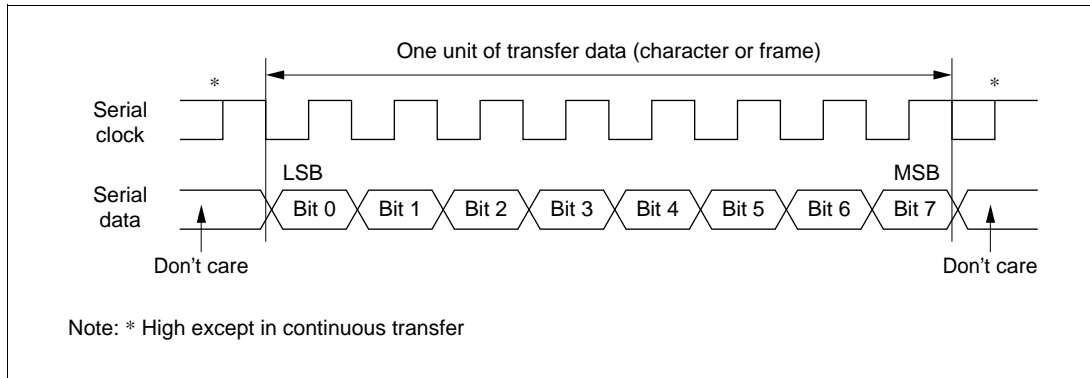 One unit of transfer data (character or frame)
* *
Serial
clock
LSB MSB
Serial
data
Bit 0 Bit 1 Bit 2 Bit 3 Bit 4 Bit 5 Bit 6 Bit 7
Don't care Don't care
Note: * High except in continuous transfer